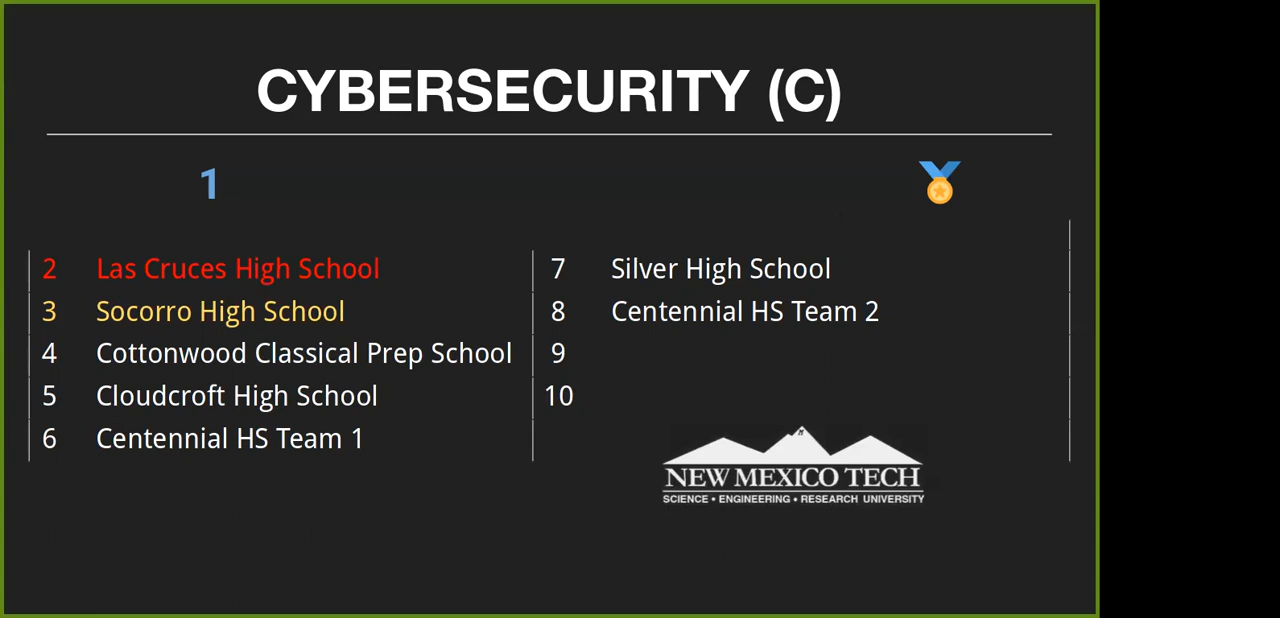 CYBERSECURITY (C)
1
2 Las Cruces High School
3 Socorro High School
4 Cottonwood Classical Prep School
5 Cloudcroft High School
6 Centennial HS Team 1
7 Silver High School
8 Centennial HS Team 2
9
10
NEW MEXICO TECH
SCIENCE • ENGINEERING • RESEARCH UNIVERSITY